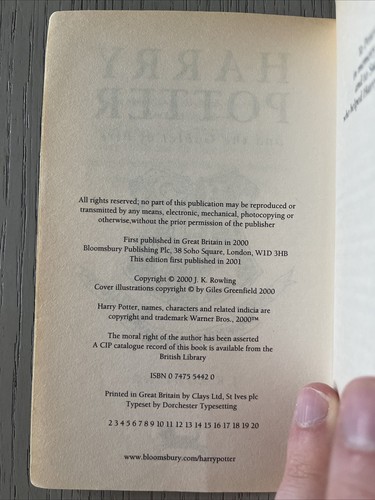 All rights reserved; no part of this publication may be reproduced or
transmitted by any means, electronic, mechanical, photocopying or
otherwise,without the prior permission of the publisher
First published in Great Britain in 2000
Bloomsbury Publishing Plc, 38 Soho Square, London, W1D 3HB
This edition first published in 2001
Copyright © 2000 J. K. Rowling
Cover illustrations copyright © by Giles Greenfield 2000
Harry Potter, names, characters and related indicia are
copyright and trademark Warner Bros., 2000™
The moral right of the author has been asserted
A CIP catalogue record of this book is available from the
British Library
ISBN 0 7475 5442 0
Printed in Great Britain by Clays Ltd, St Ives plc
Typeset by Dorchester Typesetting
2 3 4 5 6 7 8 9 10 11 12 13 14 15 16 17 18 19 20
www.bloomsbury.com/harrypotter
HARRY
POTTER
and the Goblet of Fire